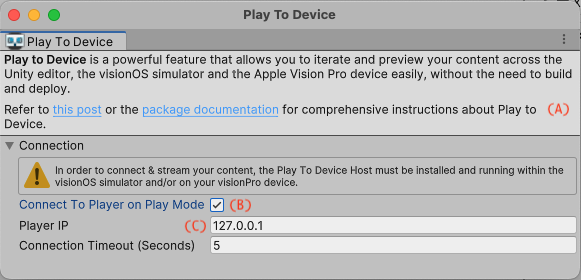 Play To Device
Play To Device
Play to Device is a powerful feature that allows you to iterate and preview your content across the
Unity editor, the visionOS simulator and the Apple Vision Pro device easily, without the need to build
and deploy.
Refer to this post or the package documentation for comprehensive instructions about Play to (A)
Device.
Connection
In order to connect & stream your content, the Play To Device Host must be installed and running within the
visionOS simulator and/or on your visionPro device.
Connect To Player on Play Mode (B)
Player IP (C) 127.0.0.1
Connection Timeout (Seconds) 5